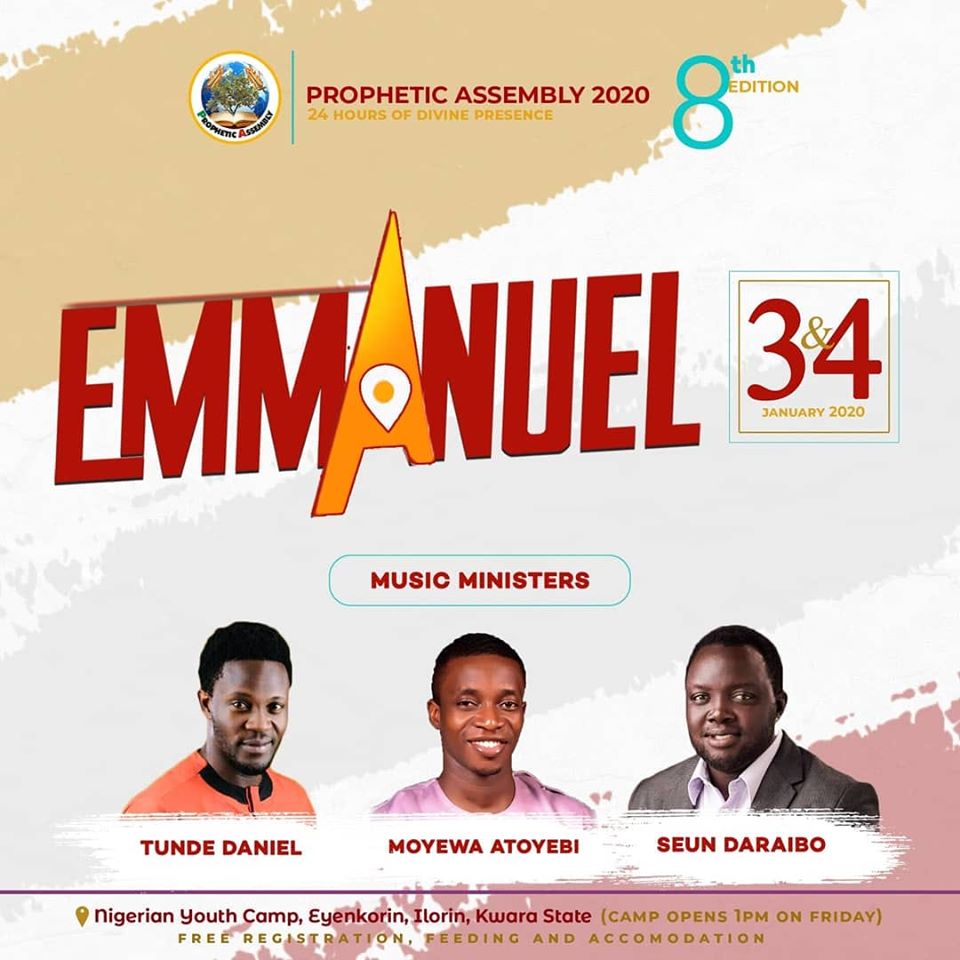 PROPHETIC ASSEMBLY
PROPHETIC ASSEMBLY 2020
24 HOURS OF DIVINE PRESENCE
8th EDITION
EMMANUEL
3&4
JANUARY 2020
MUSIC MINISTERS
TUNDE DANIEL
MOYEWA ATOYEBI
SEUN DARAIBO
Nigerian Youth Camp, Eyenkorin, Ilorin, Kwara State (CAMP OPENS 1PM ON FRIDAY)
FREE REGISTRATION, FEEDING AND ACCOMODATION